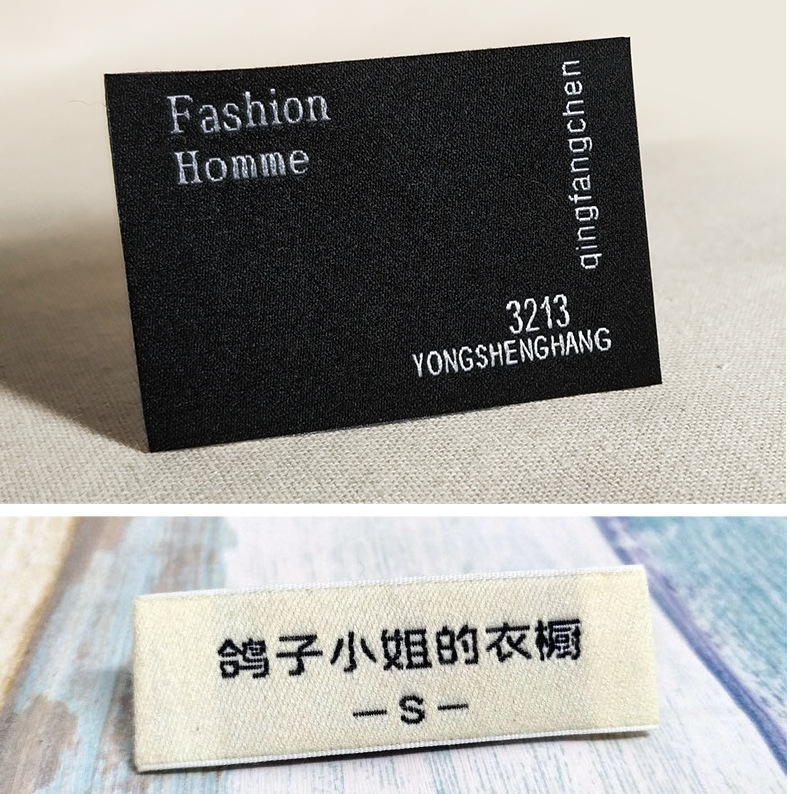 Fashion
Homme
qingfangchen
3213
YONGSHENGHANG
鸽子小姐的衣橱
—S—